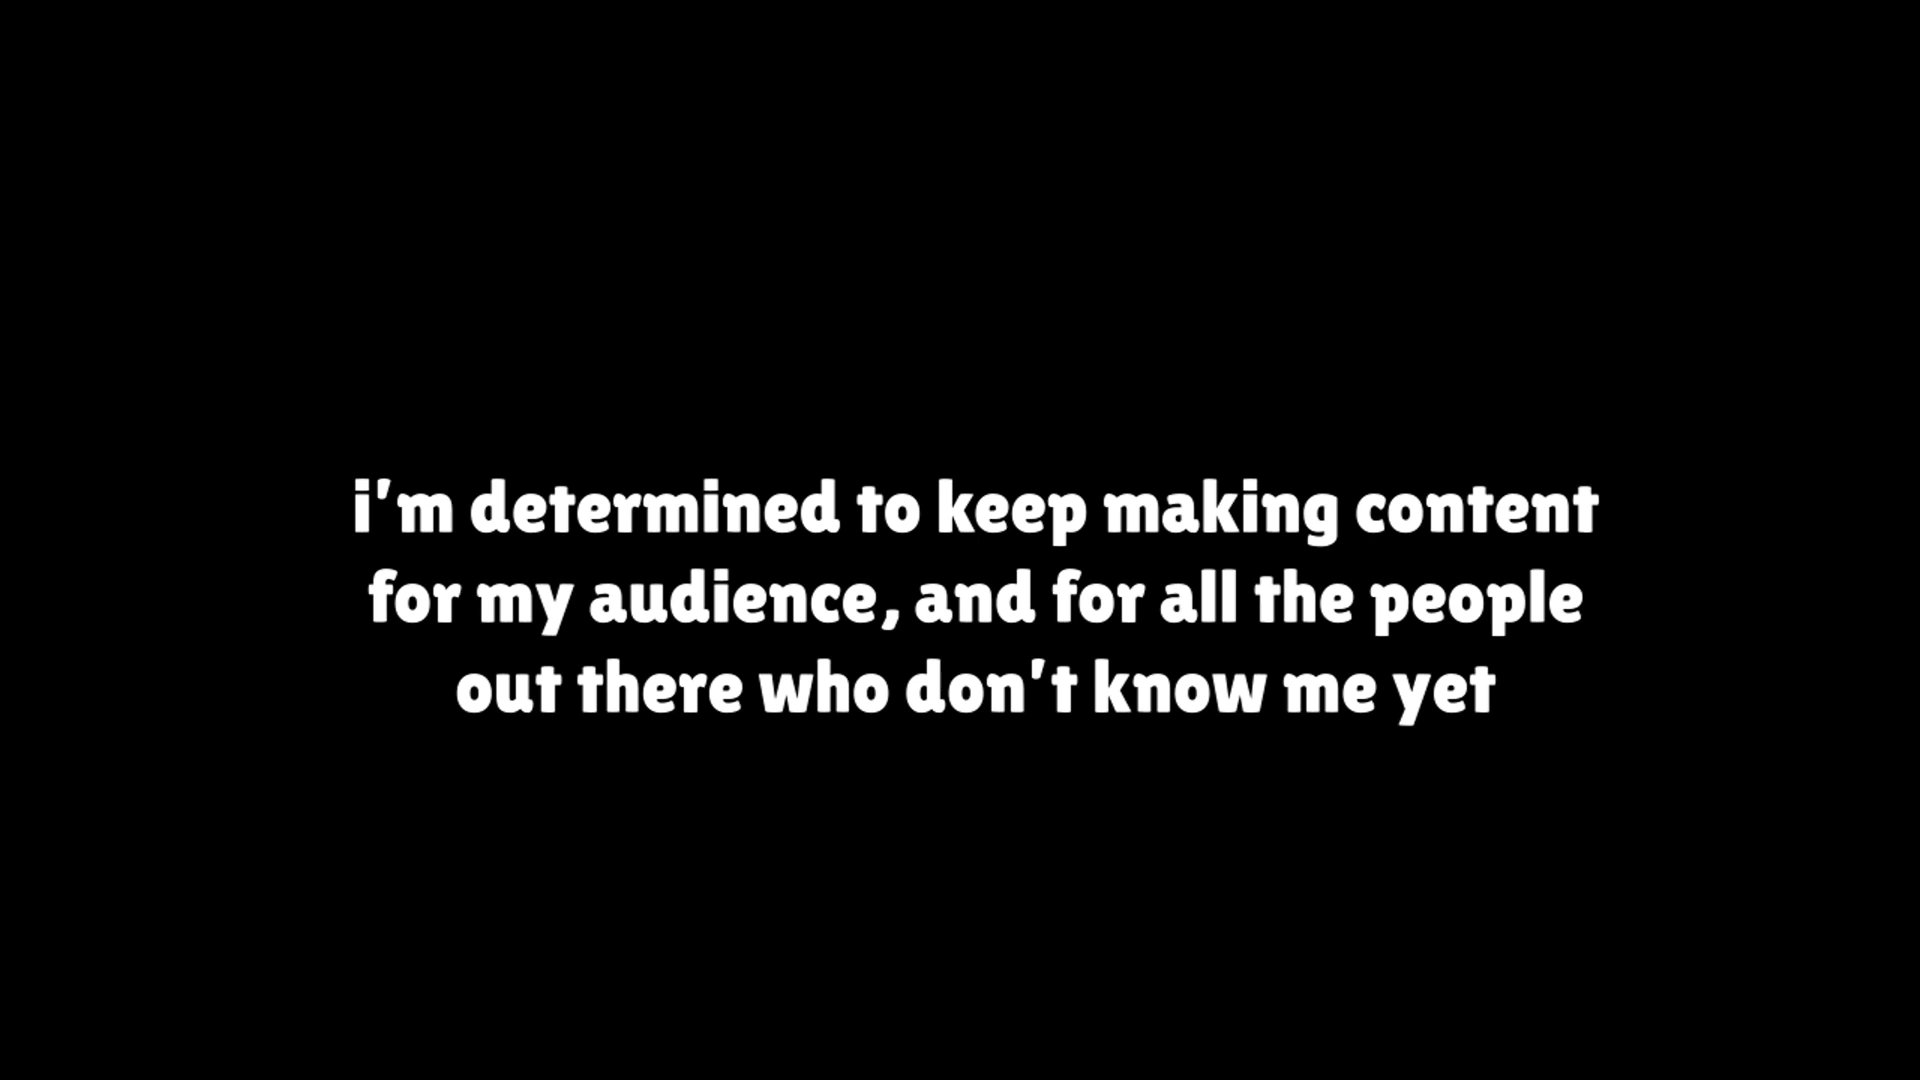 i'm determined to keep making content
for my audience, and for all the people
out there who don't know me yet